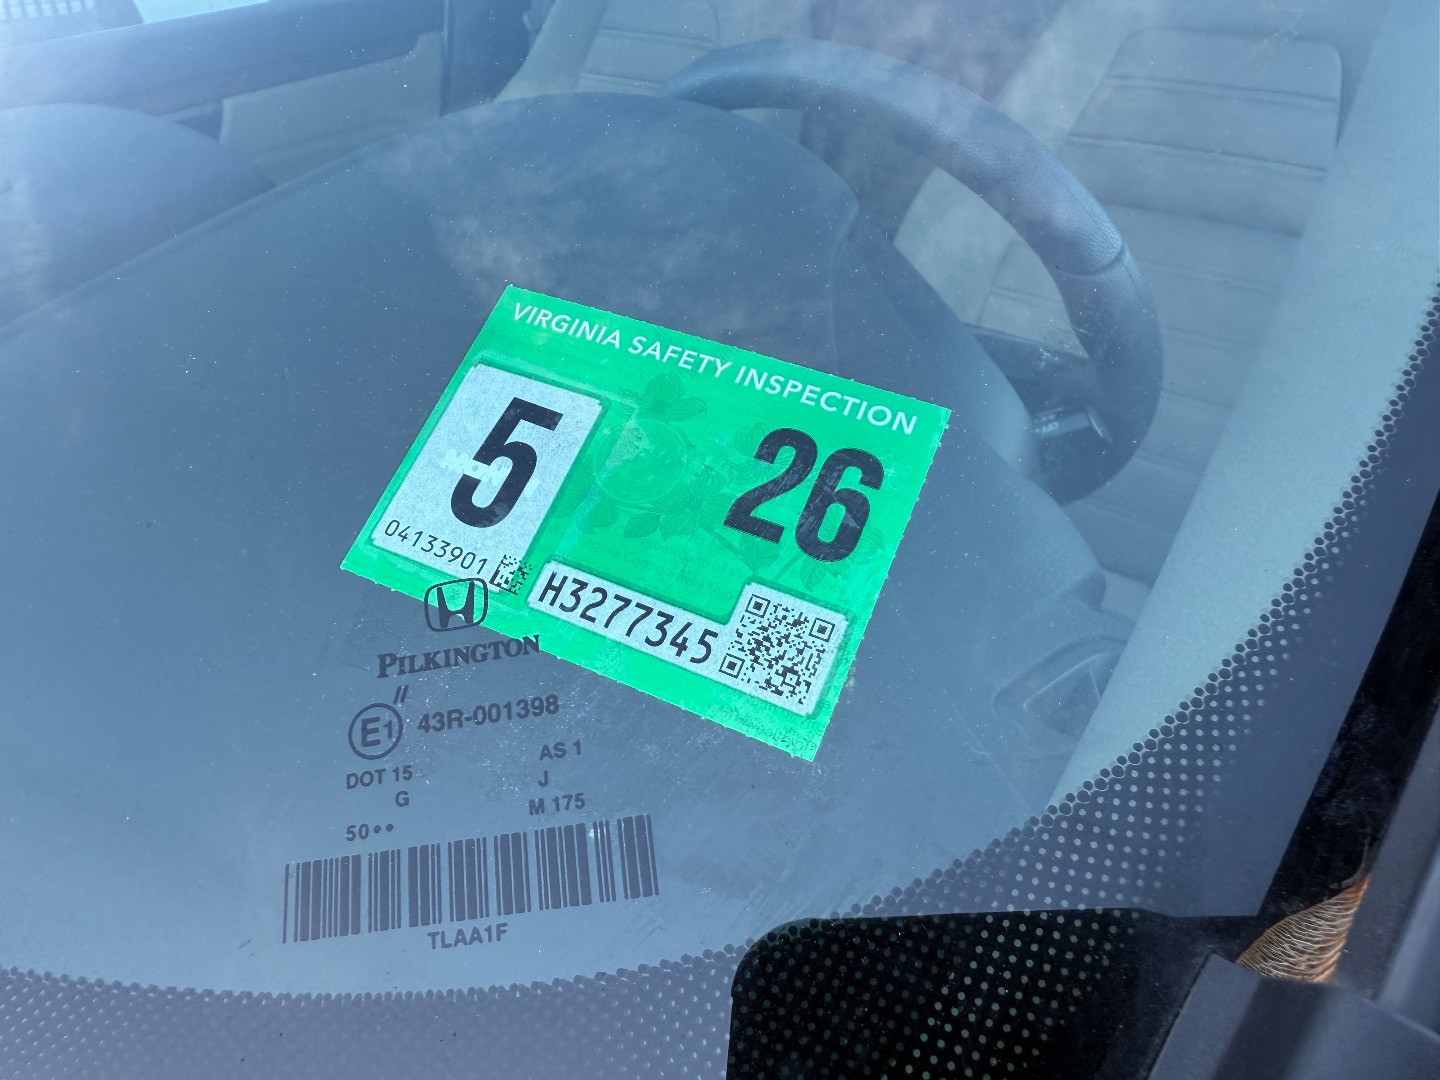 VIRGINIA SAFETY INSPECTION
5
26
04133901
H3277345
PILKINGTON
//
E1 43R-001398
DOT 15 AS 1
G J
M 175
50••
TLAA1F